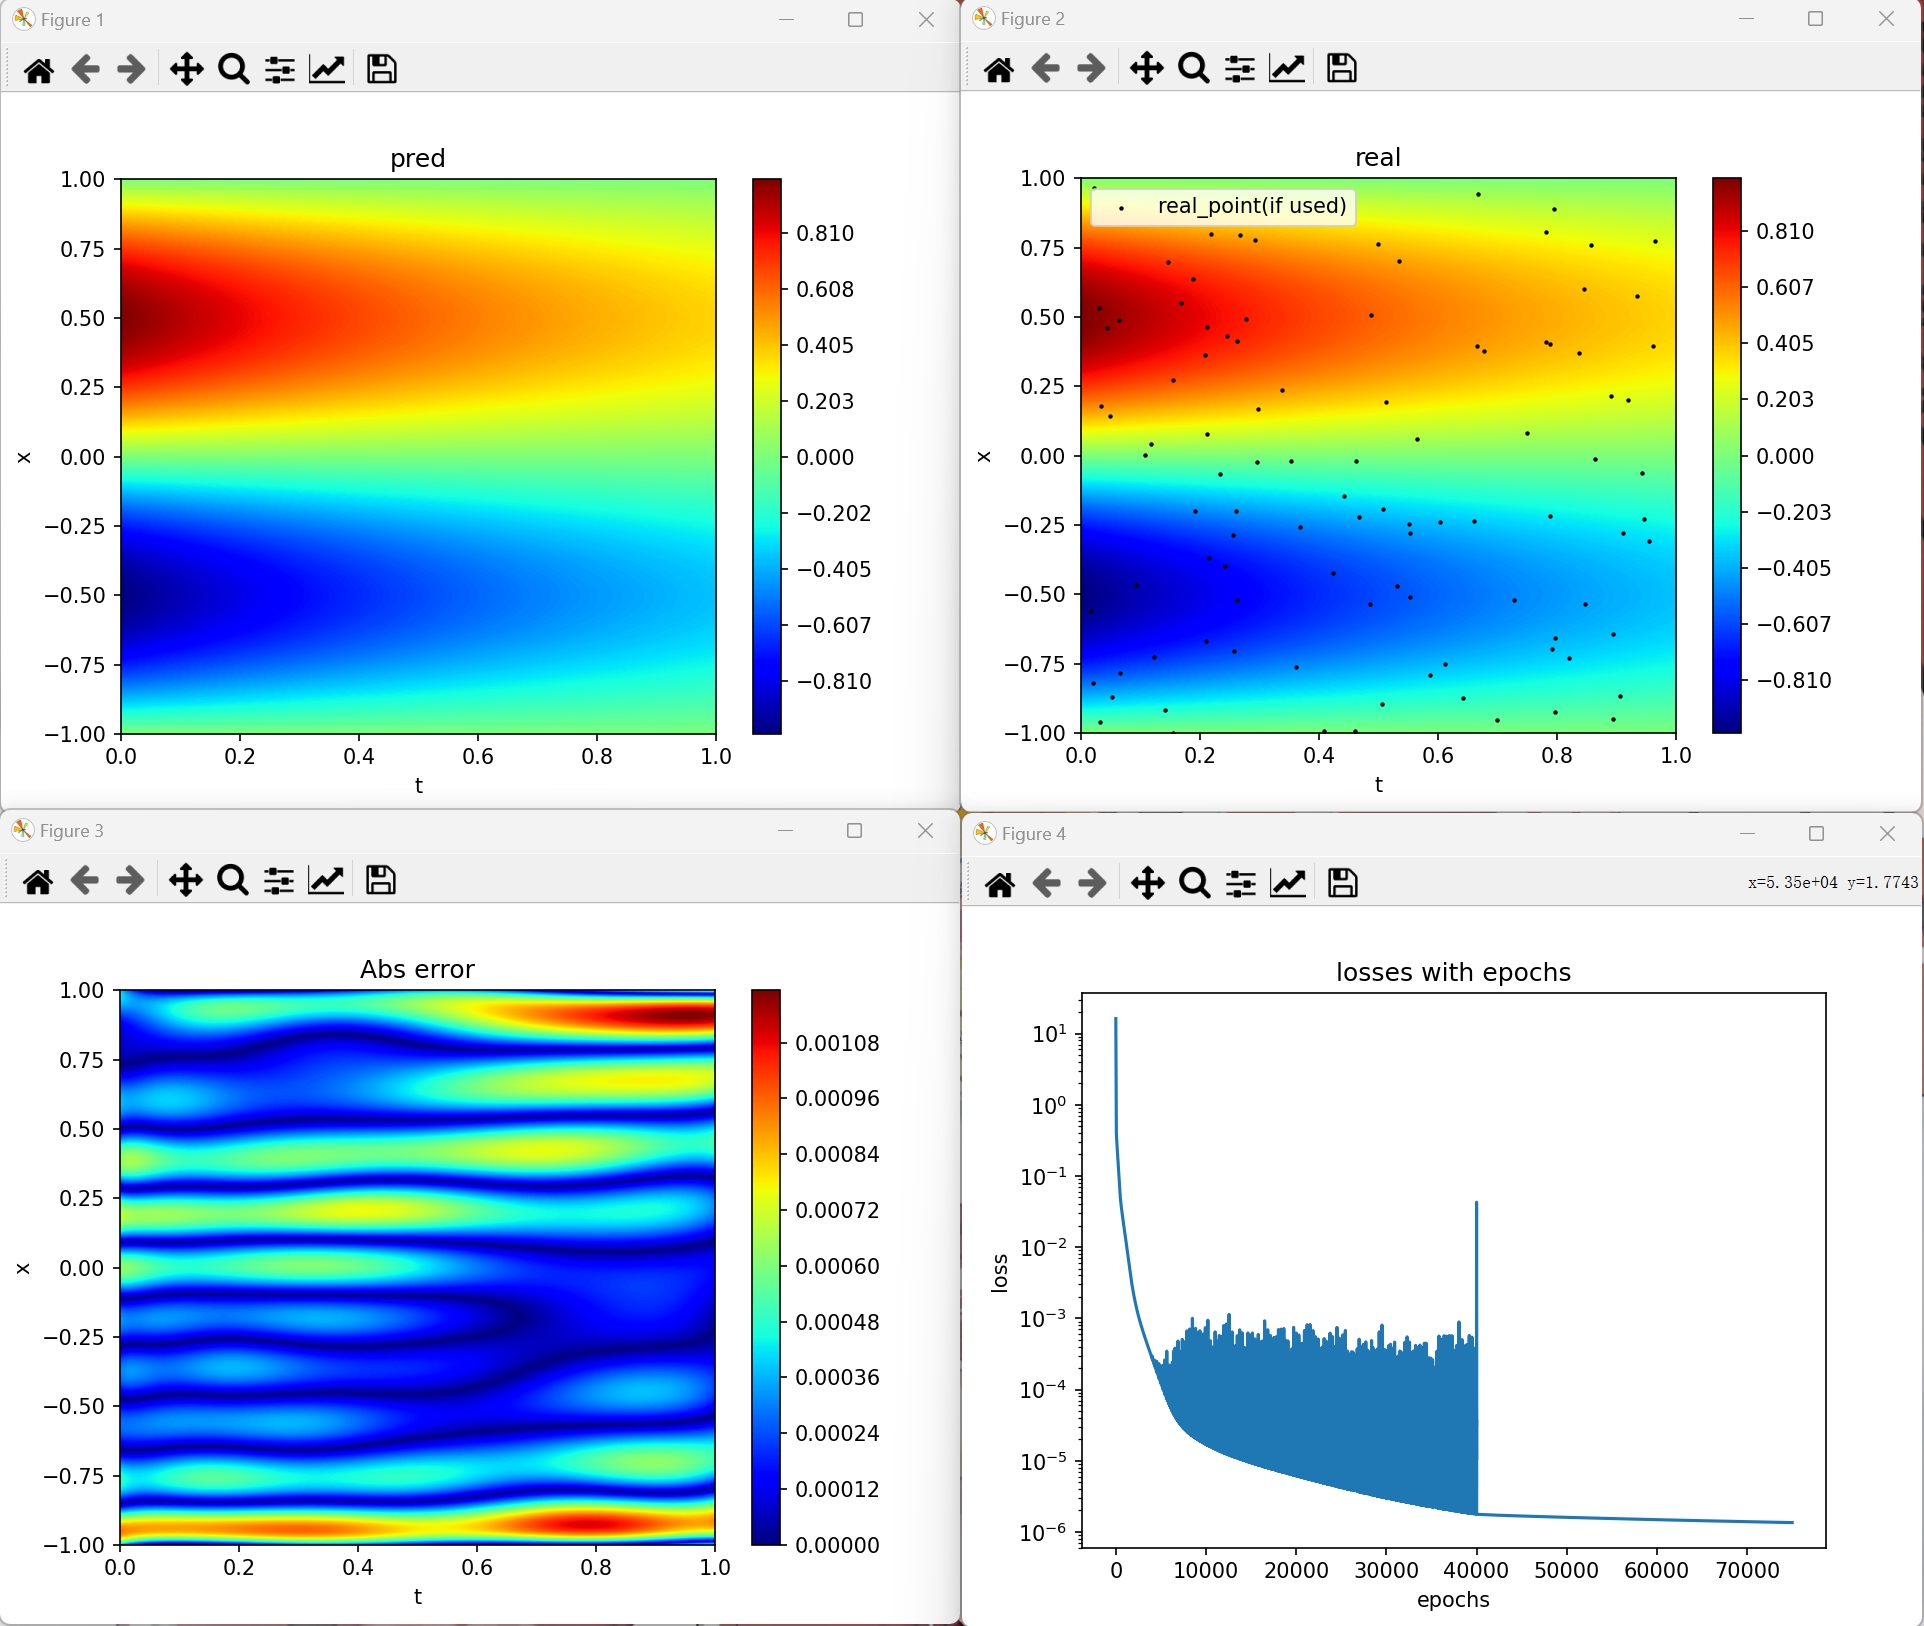 Figure 1
pred
1.00
0.75
0.50
0.25
0.00
−0.25
−0.50
−0.75
−1.00
x
0.0 0.2 0.4 0.6 0.8 1.0
t
0.810
0.608
0.405
0.203
0.000
−0.202
−0.405
−0.607
−0.810
Figure 2
real
real_point(if used)
1.00
0.75
0.50
0.25
0.00
−0.25
−0.50
−0.75
−1.00
x
0.0 0.2 0.4 0.6 0.8 1.0
t
0.810
0.607
0.405
0.203
0.000
−0.203
−0.405
−0.607
−0.810
Figure 3
Abs error
1.00
0.75
0.50
0.25
0.00
−0.25
−0.50
−0.75
−1.00
x
0.0 0.2 0.4 0.6 0.8 1.0
t
0.00108
0.00096
0.00084
0.00072
0.00060
0.00048
0.00036
0.00024
0.00012
0.00000
Figure 4
x=5.35e+04 y=1.7743
losses with epochs
10¹
10⁰
10⁻¹
10⁻²
10⁻³
10⁻⁴
10⁻⁵
10⁻⁶
loss
0 10000 20000 30000 40000 50000 60000 70000
epochs